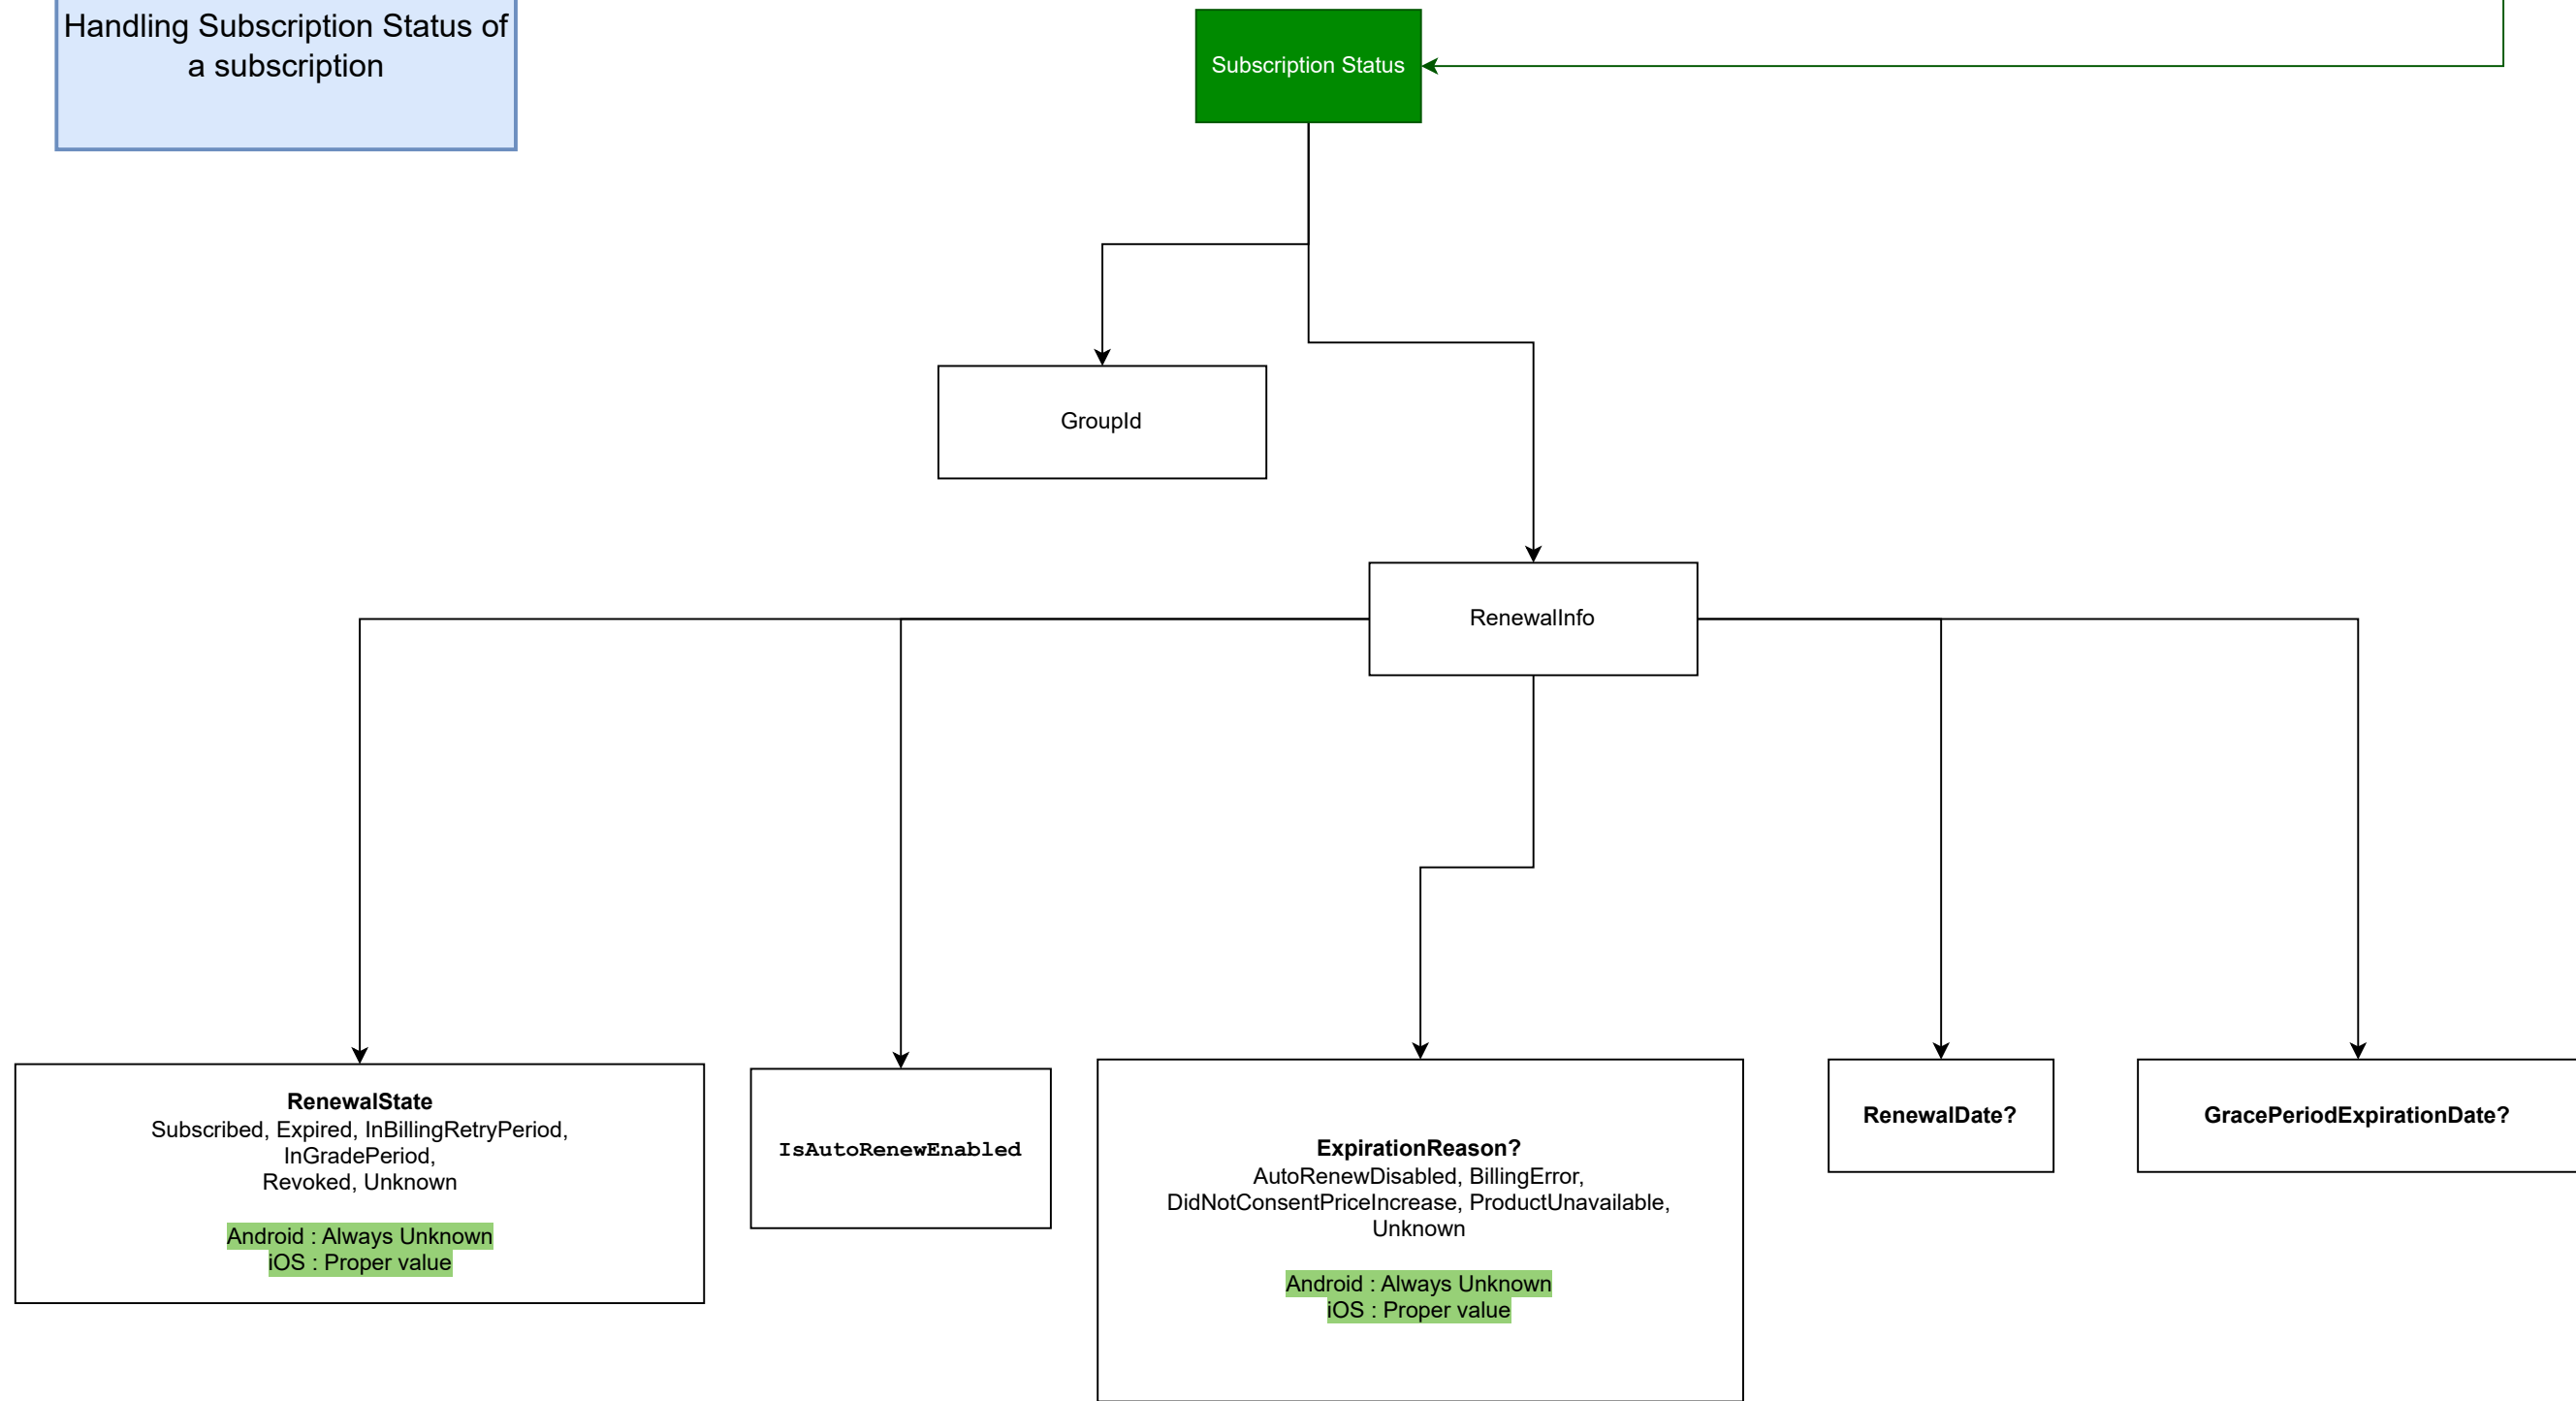 Handling Subscription Status of
a subscription
Subscription Status
GroupId
RenewalInfo
RenewalState
Subscribed, Expired, InBillingRetryPeriod,
InGradePeriod,
Revoked, Unknown
Android : Always Unknown
iOS : Proper value
IsAutoRenewEnabled
ExpirationReason?
AutoRenewDisabled, BillingError,
DidNotConsentPriceIncrease, ProductUnavailable,
Unknown
Android : Always Unknown
iOS : Proper value
RenewalDate?
GracePeriodExpirationDate?